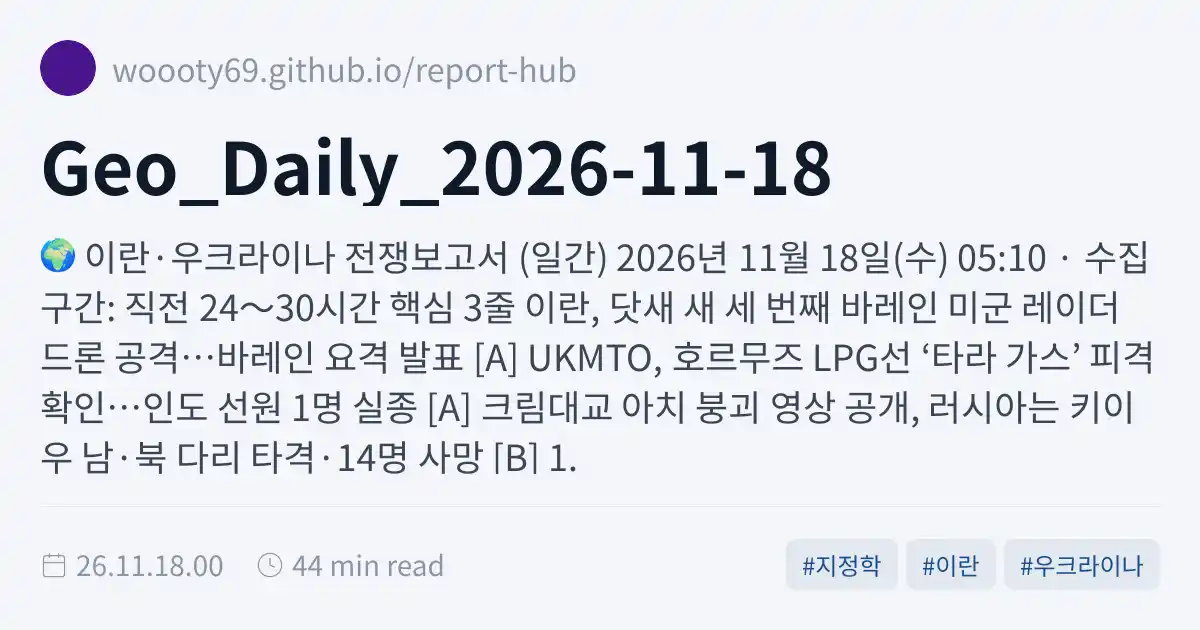 woooty69.github.io/report-hub
Geo_Daily_2026-11-18
🌍 이란·우크라이나 전쟁보고서 (일간) 2026년 11월 18일(수) 05:10 · 수집
구간: 직전 24～30시간 핵심 3줄 이란, 닷새 새 세 번째 바레인 미군 레이더
드론 공격…바레인 요격 발표 [A] UKMTO, 호르무즈 LPG선 ‘타라 가스’ 피격
확인…인도 선원 1명 실종 [A] 크림대교 아치 붕괴 영상 공개, 러시아는 키이
우 남·북 다리 타격·14명 사망 [B] 1.
26.11.18.00
44 min read
#지정학
#이란
#우크라이나